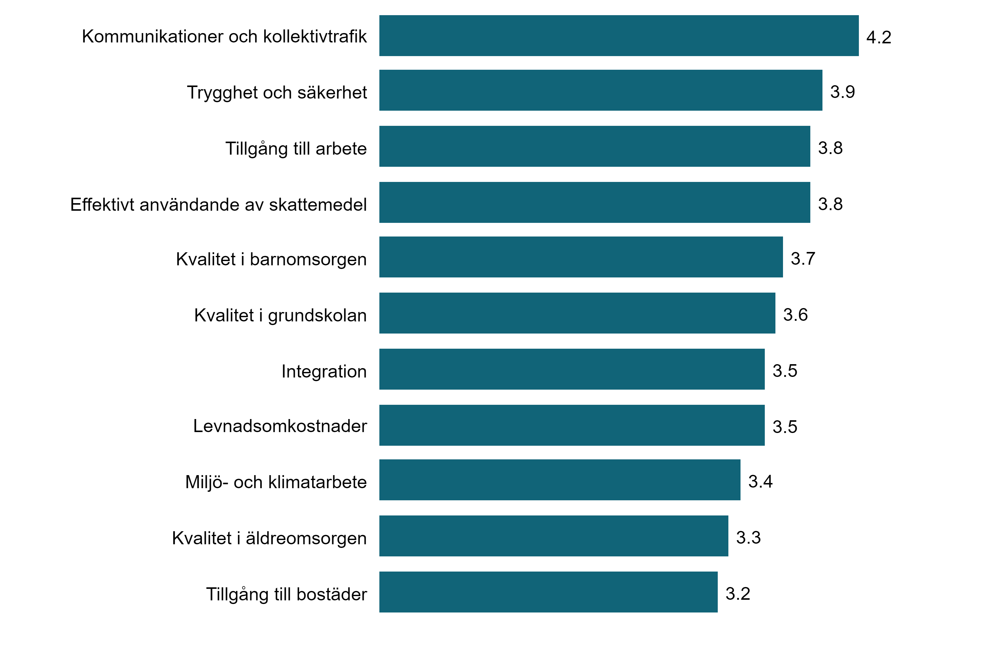 Kommunikationer och kollektivtrafik 4.2
Trygghet och säkerhet 3.9
Tillgång till arbete 3.8
Effektivt användande av skattemedel 3.8
Kvalitet i barnomsorgen 3.7
Kvalitet i grundskolan 3.6
Integration 3.5
Levnadsomkostnader 3.5
Miljö- och klimatarbete 3.4
Kvalitet i äldreomsorgen 3.3
Tillgång till bostäder 3.2